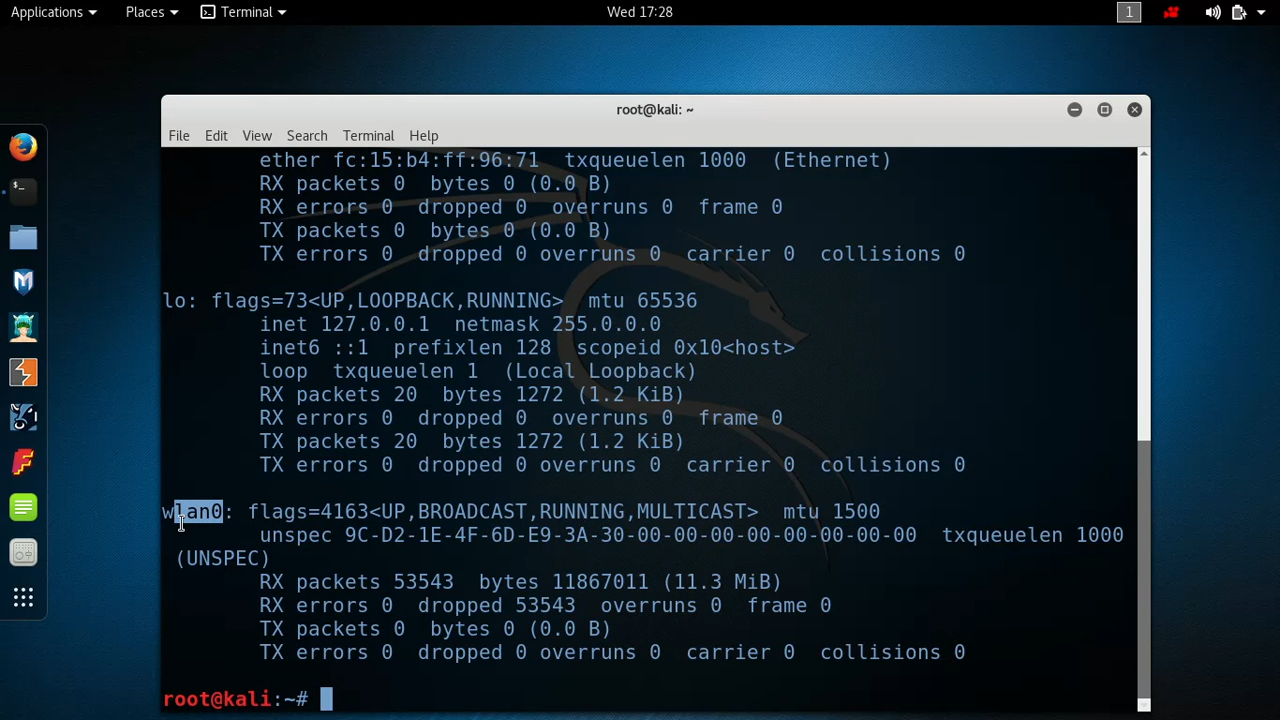 Applications Places Terminal Wed 17:28 1
root@kali: ~
File Edit View Search Terminal Help
ether fc:15:b4:ff:96:71 txqueuelen 1000 (Ethernet)
RX packets 0 bytes 0 (0.0 B)
RX errors 0 dropped 0 overruns 0 frame 0
TX packets 0 bytes 0 (0.0 B)
TX errors 0 dropped 0 overruns 0 carrier 0 collisions 0
lo: flags=73<UP,LOOPBACK,RUNNING> mtu 65536
inet 127.0.0.1 netmask 255.0.0.0
inet6 ::1 prefixlen 128 scopeid 0x10<host>
loop txqueuelen 1 (Local Loopback)
RX packets 20 bytes 1272 (1.2 KiB)
RX errors 0 dropped 0 overruns 0 frame 0
TX packets 20 bytes 1272 (1.2 KiB)
TX errors 0 dropped 0 overruns 0 carrier 0 collisions 0
wlan0: flags=4163<UP,BROADCAST,RUNNING,MULTICAST> mtu 1500
unspec 9C-D2-1E-4F-6D-E9-3A-30-00-00-00-00-00-00-00-00 txqueuelen 1000
(UNSPEC)
RX packets 53543 bytes 11867011 (11.3 MiB)
RX errors 0 dropped 53543 overruns 0 frame 0
TX packets 0 bytes 0 (0.0 B)
TX errors 0 dropped 0 overruns 0 carrier 0 collisions 0
root@kali:~#